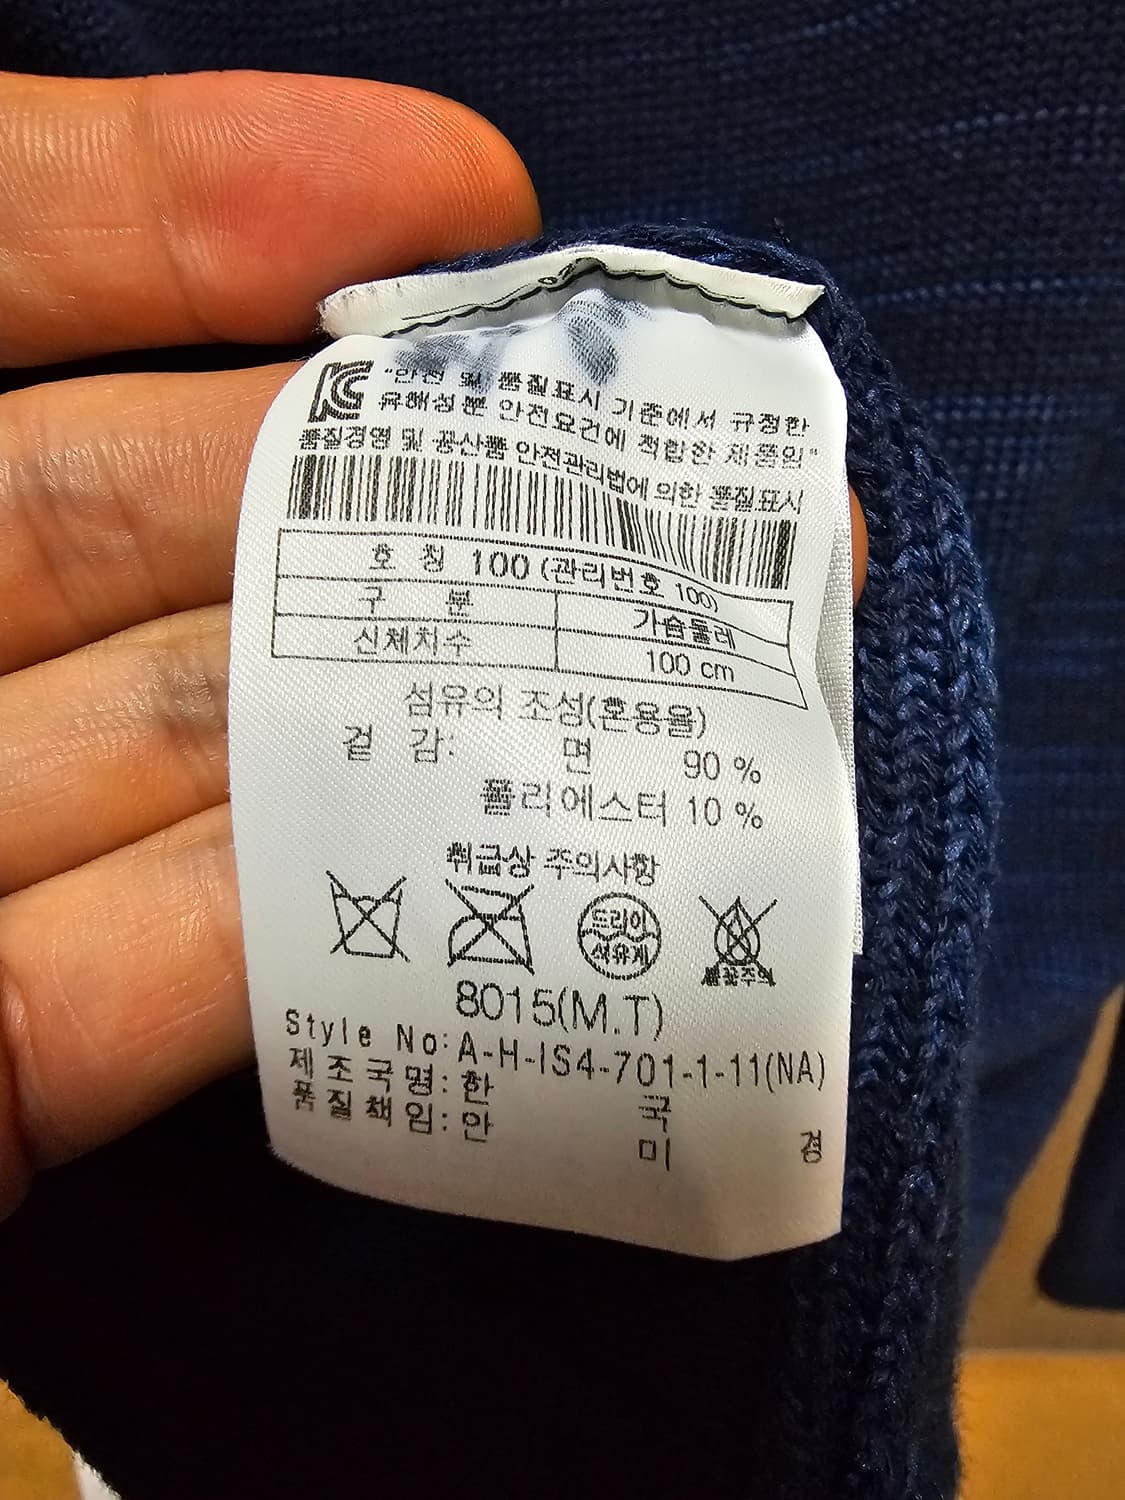 "안전 및 품질표시 기준에서 규정한
유해성분 안전요건에 적합한 제품임"
품질경영 및 공산품 안전관리법에 의한 품질표시
호 칭 100 (관리번호 100)
구 분 가슴둘레
신체치수 100 cm
섬유의 조성(혼용율)
겉 감: 면 90 %
폴리에스터 10 %
취급상 주의사항
드라이
석유계
불꽃주의
8015(M.T)
Style No: A-H-IS4-701-1-11(NA)
제조국명: 한 국
품질책임: 안 미 경